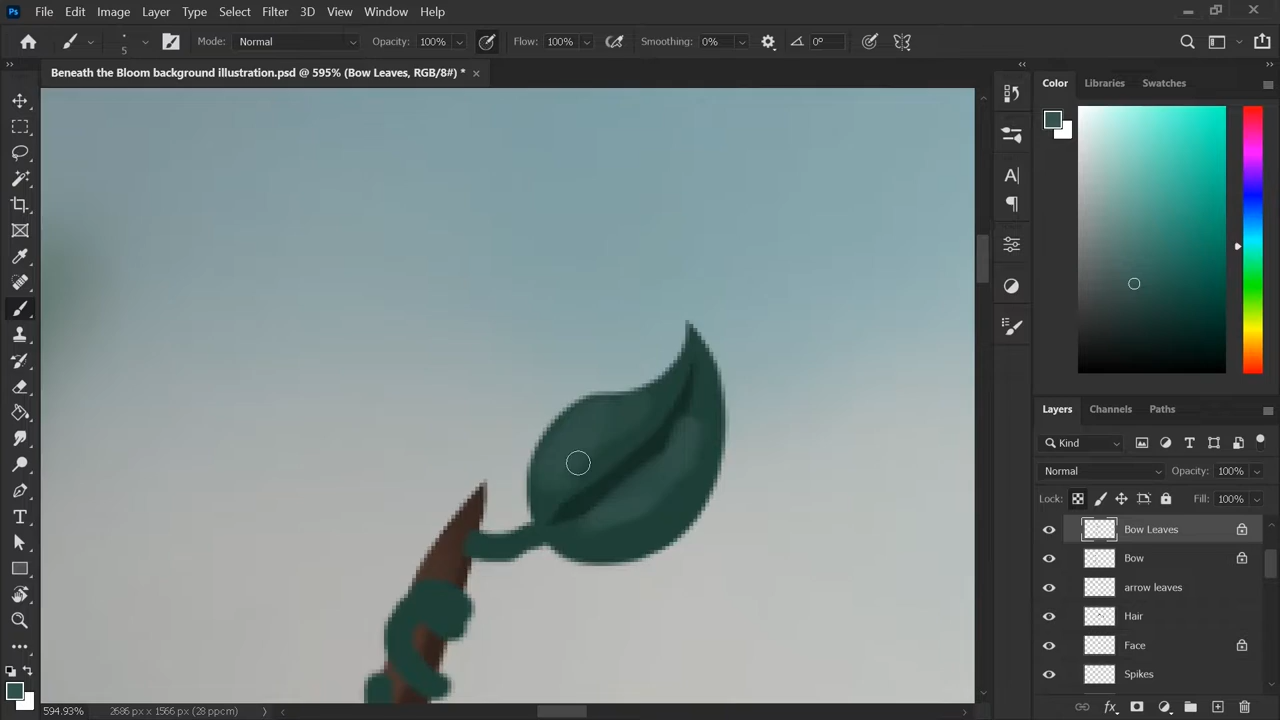 Ps File Edit Image Layer Type Select Filter 3D View Window Help
5 Mode: Normal Opacity: 100% Flow: 100% Smoothing: 0% 0°
Beneath the Bloom background illustration.psd @ 595% (Bow Leaves, RGB/8#) *
Color Libraries Swatches
Layers Channels Paths
Kind
Normal Opacity: 100%
Lock: Fill: 100%
Bow Leaves
Bow
arrow leaves
Hair
Face
Spikes
594.93% 2686 px x 1566 px (28 ppcm)